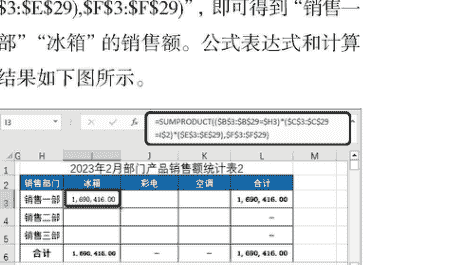 $3:$E$29),$F$3:$F$29)”，即可得到“销售一
部”“冰箱”的销售额。公式表达式和计算
结果如下图所示。
I3 =SUMPRODUCT(($B$3:$B$29=$H3)*($C$3:$C$29
=I$2)*($E$3:$E$29),$F$3:$F$29)
G H I J K L M
1 2023年2月部门产品销售额统计表2
2 销售部门 冰箱 彩电 空调 合计
3 销售一部 1,690,416.00 1,690,416.00
4 销售二部 –
5 销售三部 –
6 合计 1,690,416.00 – – 1,690,416.00